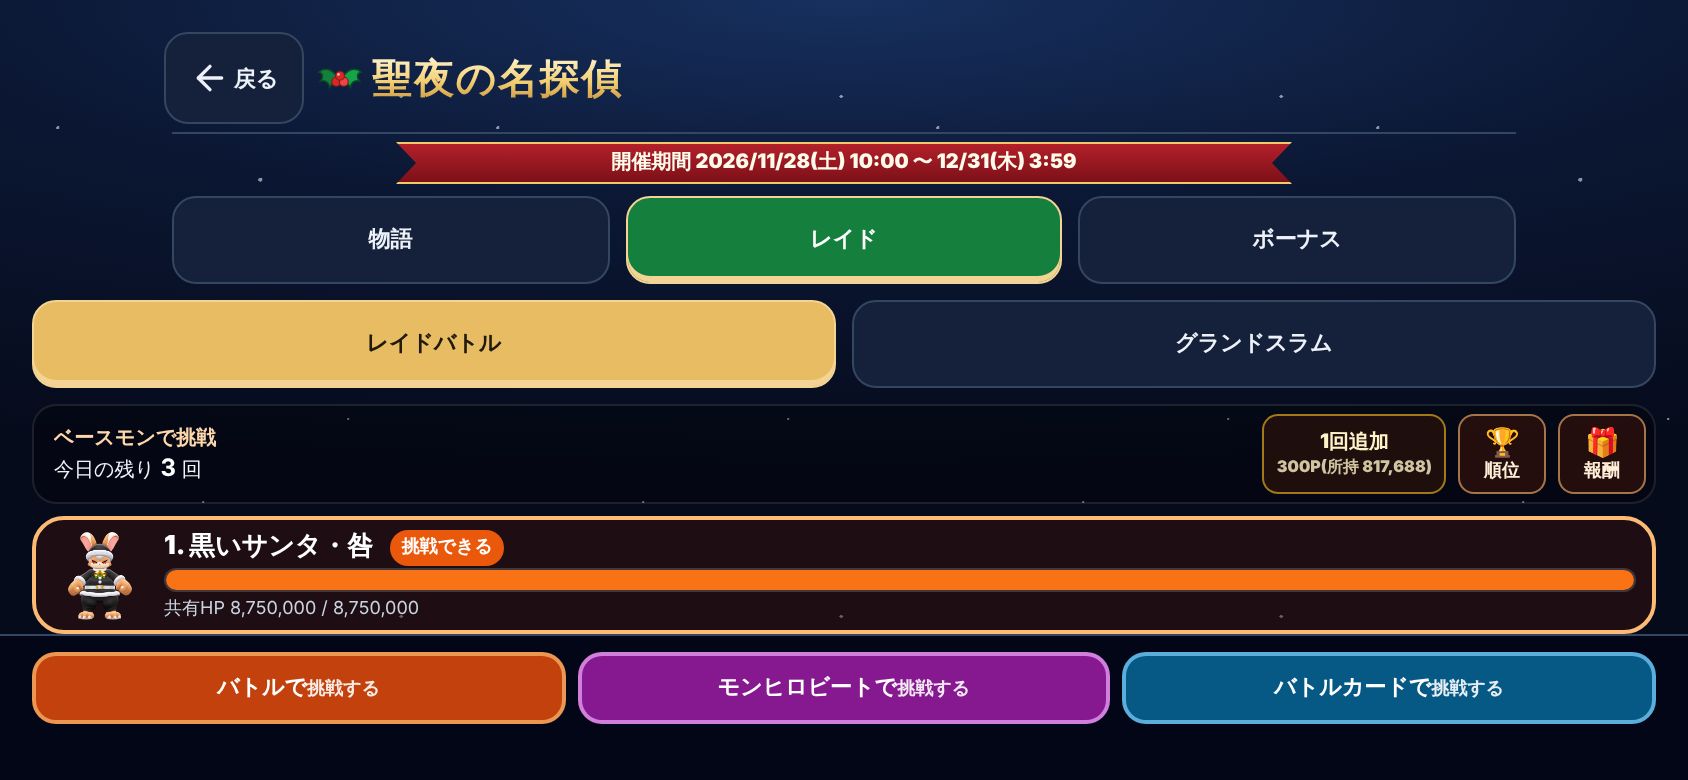 戻る
聖夜の名探偵
開催期間 2026/11/28(土) 10:00 〜 12/31(木) 3:59
物語
レイド
ボーナス
レイドバトル
グランドスラム
ベースモンで挑戦
今日の残り 3 回
1回追加
300P(所持 817,688)
順位
報酬
1. 黒いサンタ・咎 挑戦できる
共有HP 8,750,000 / 8,750,000
バトルで挑戦する
モンヒロビートで挑戦する
バトルカードで挑戦する